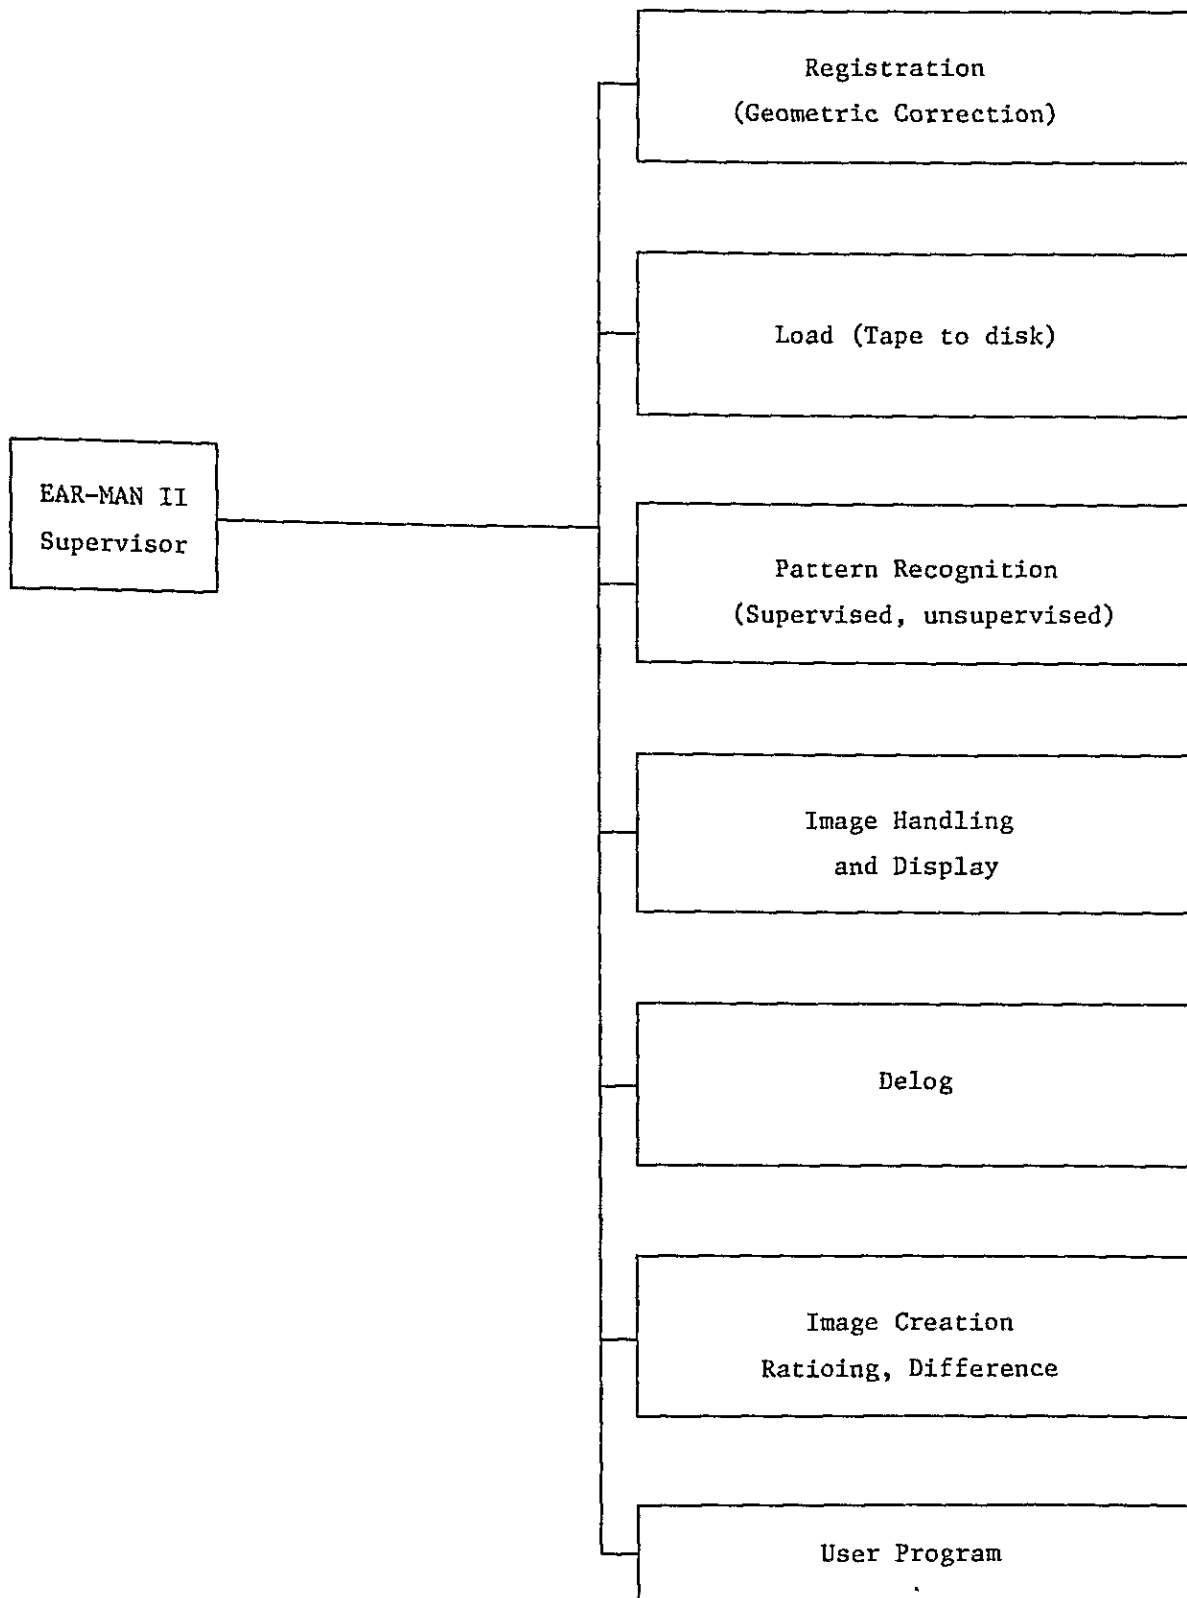 EAR-MAN II
Supervisor
Registration
(Geometric Correction)
Load (Tape to disk)
Pattern Recognition
(Supervised, unsupervised)
Image Handling
and Display
Delog
Image Creation
Ratioing, Difference
User Program